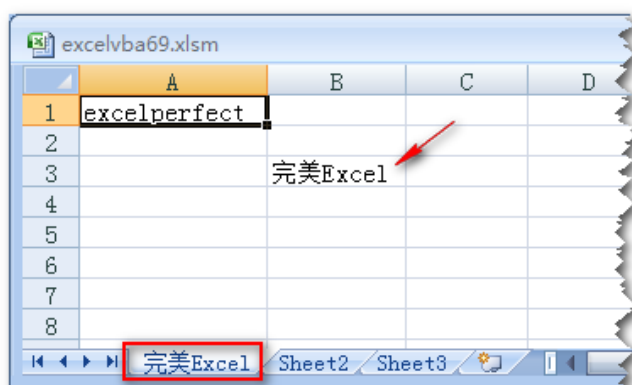 excelvba69.xlsm
A B C D
1 excelperfect
2
3 完美Excel
4
5
6
7
8
完美Excel Sheet2 Sheet3